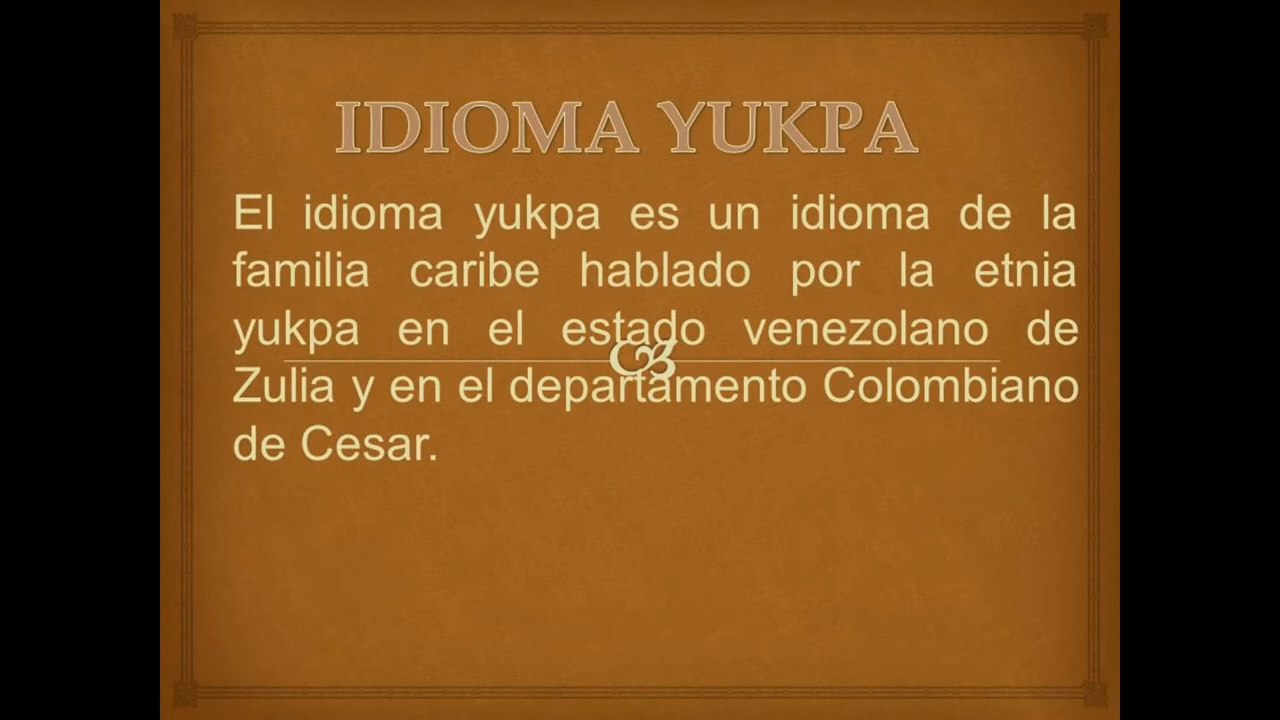 IDIOMA YUKPA
El idioma yukpa es un idioma de la
familia caribe hablado por la etnia
yukpa en el estado venezolano de
Zulia y en el departamento Colombiano
de Cesar.